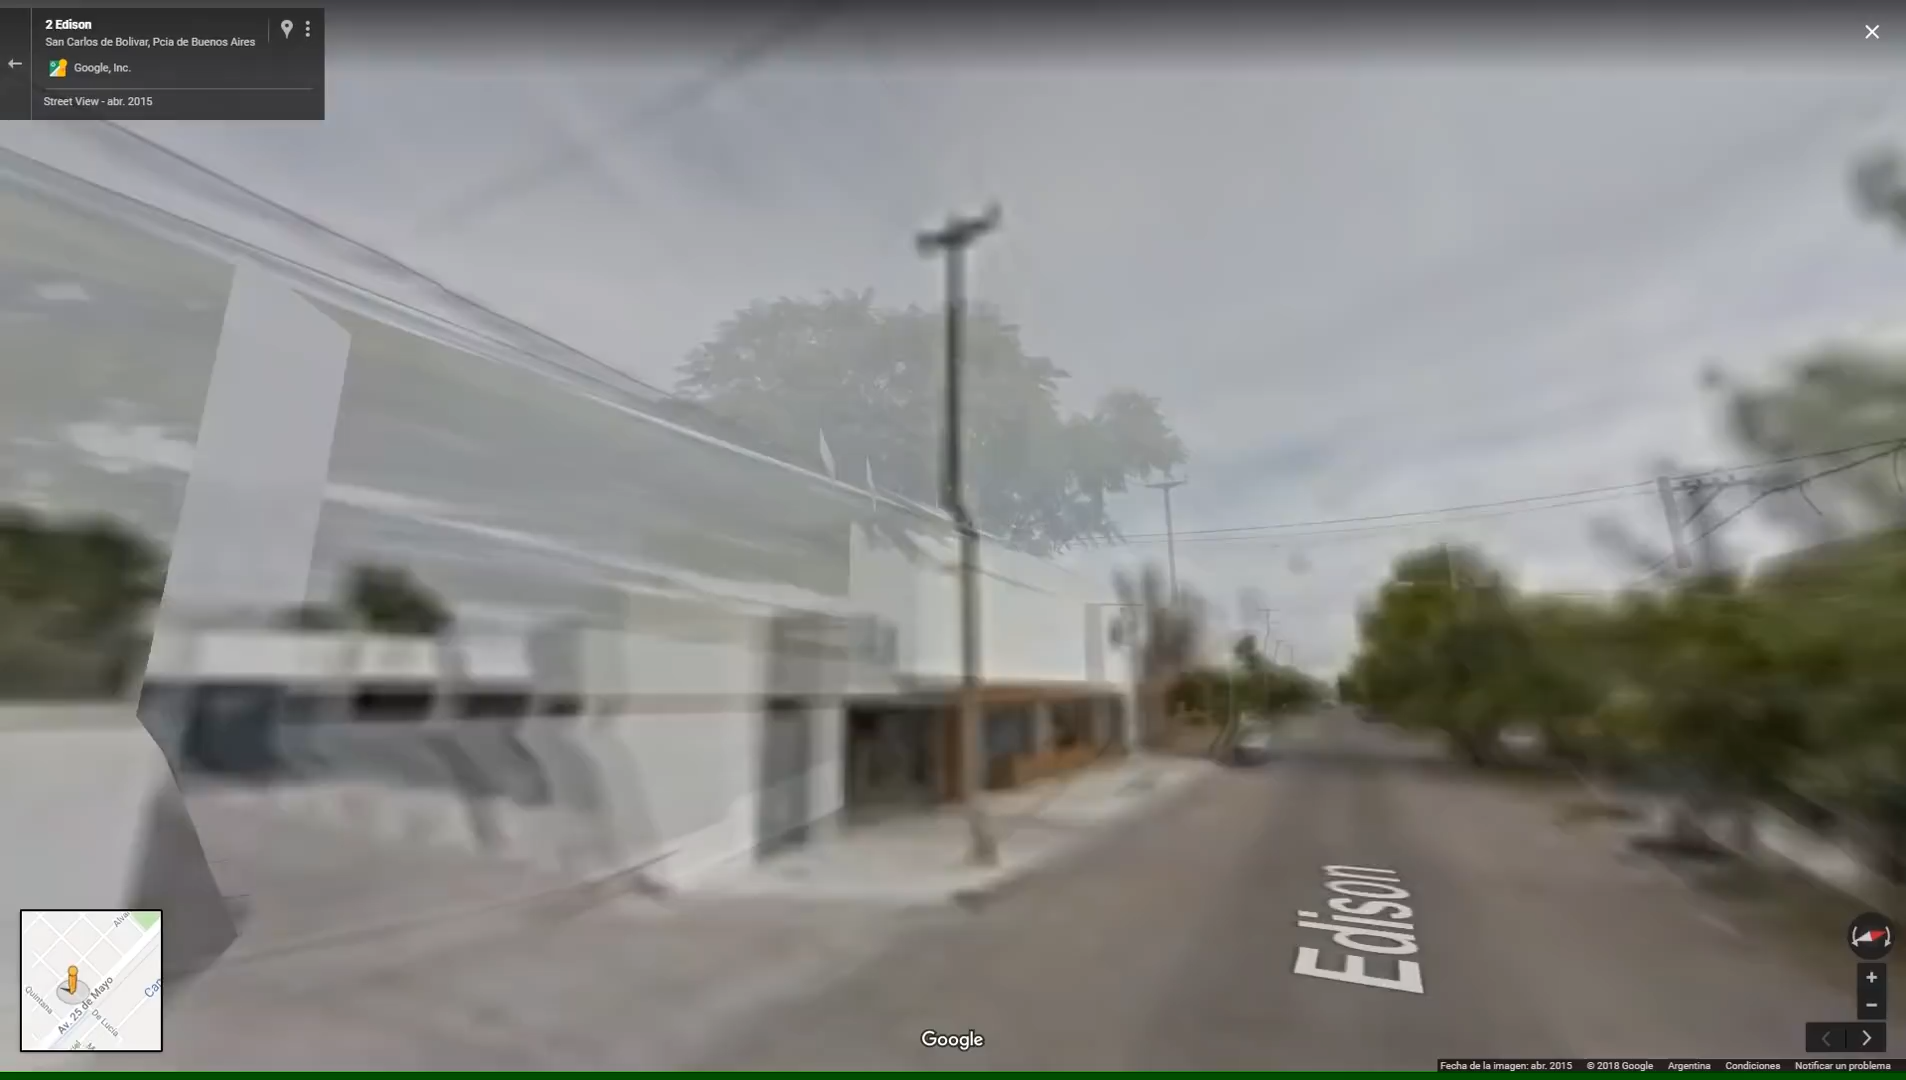 2 Edison
San Carlos de Bolivar, Pcia de Buenos Aires
Google, Inc.
Street View - abr. 2015
Edison
Alva
Quintana
Av. 25 de Mayo
De Lucia
Google
Fecha de la imagen: abr. 2015 © 2018 Google Argentina Condiciones Notificar un problema